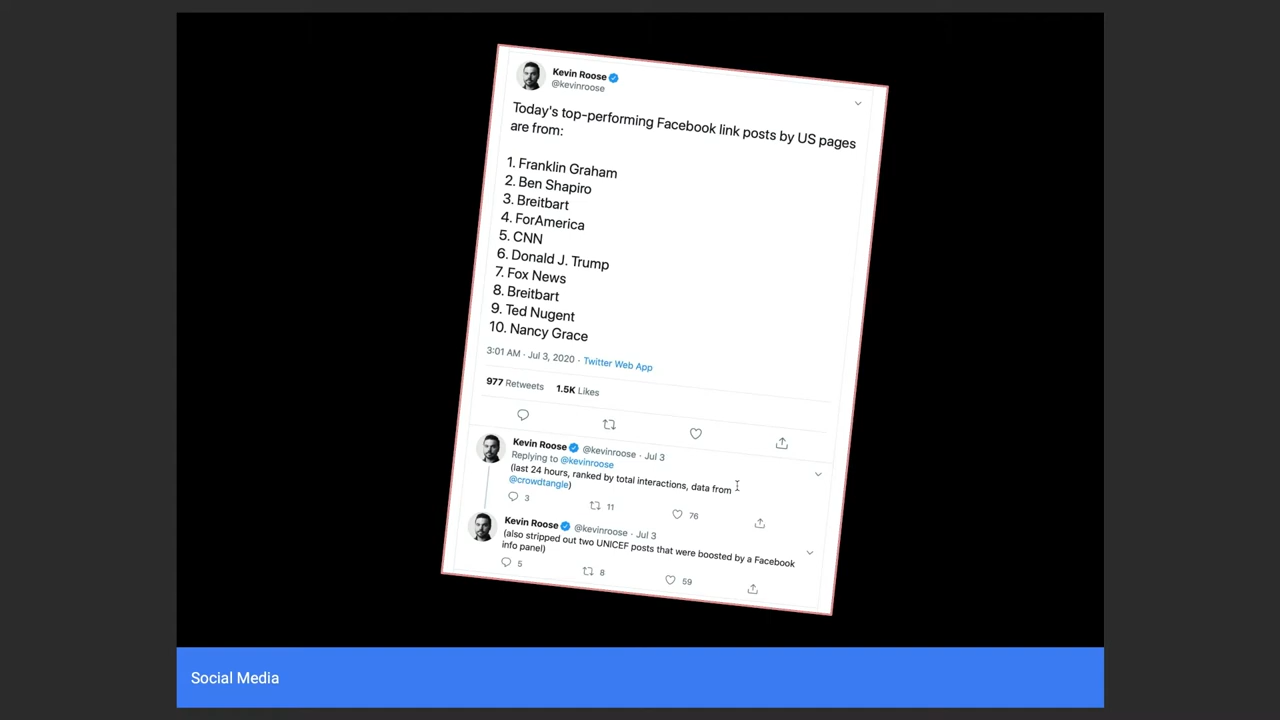 Kevin Roose
@kevinroose
Today's top-performing Facebook link posts by US pages
are from:
1. Franklin Graham
2. Ben Shapiro
3. Breitbart
4. ForAmerica
5. CNN
6. Donald J. Trump
7. Fox News
8. Breitbart
9. Ted Nugent
10. Nancy Grace
3:01 AM · Jul 3, 2020 · Twitter Web App
977 Retweets 1.5K Likes
Kevin Roose @kevinroose · Jul 3
Replying to @kevinroose
(last 24 hours, ranked by total interactions, data from
@crowdtangle)
3 11 76
Kevin Roose @kevinroose · Jul 3
(also stripped out two UNICEF posts that were boosted by a Facebook
info panel)
5 8 59
Social Media